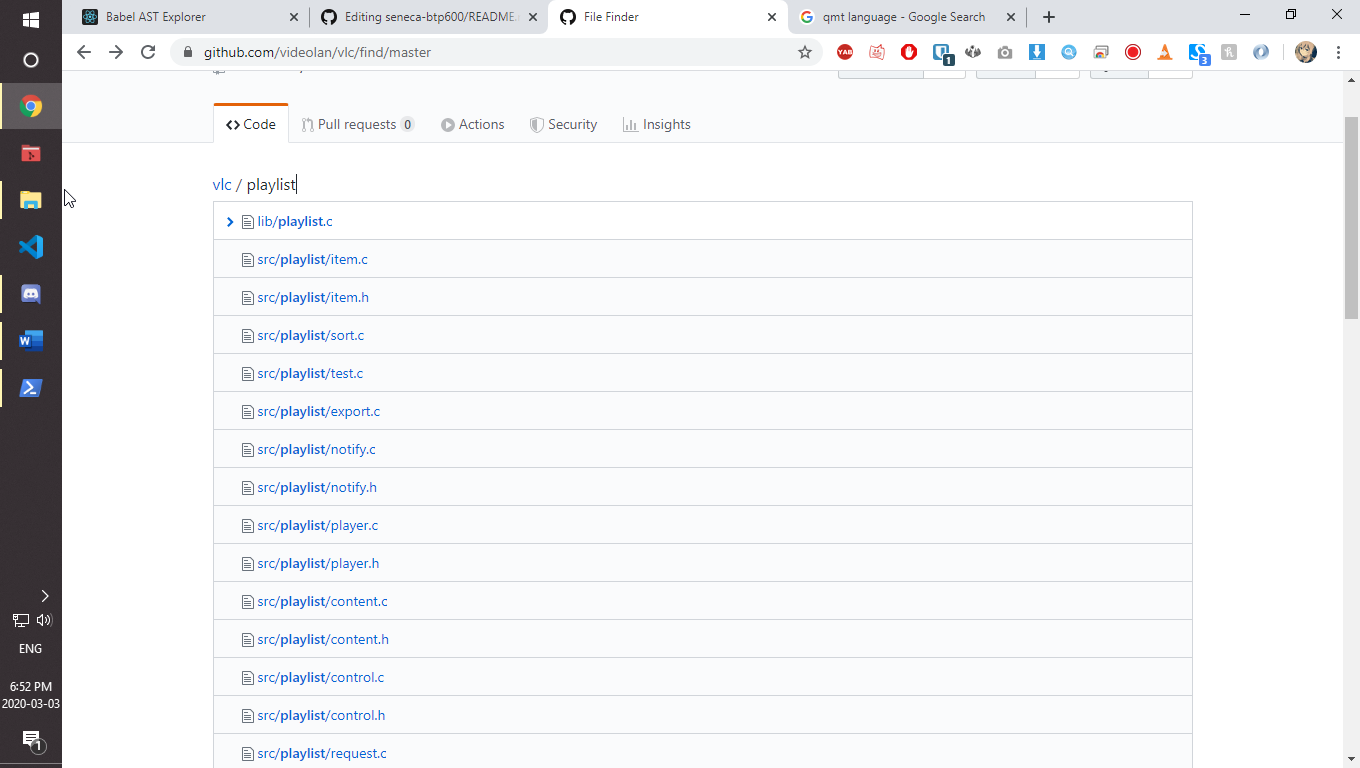 Babel AST Explorer
Editing seneca-btp600/README.
File Finder
qmt language - Google Search
github.com/videolan/vlc/find/master
YAB
1
3
Code
Pull requests 0
Actions
Security
Insights
vlc / playlist
lib/playlist.c
src/playlist/item.c
src/playlist/item.h
src/playlist/sort.c
src/playlist/test.c
src/playlist/export.c
src/playlist/notify.c
src/playlist/notify.h
src/playlist/player.c
src/playlist/player.h
src/playlist/content.c
src/playlist/content.h
src/playlist/control.c
src/playlist/control.h
src/playlist/request.c
ENG
6:52 PM
2020-03-03
1